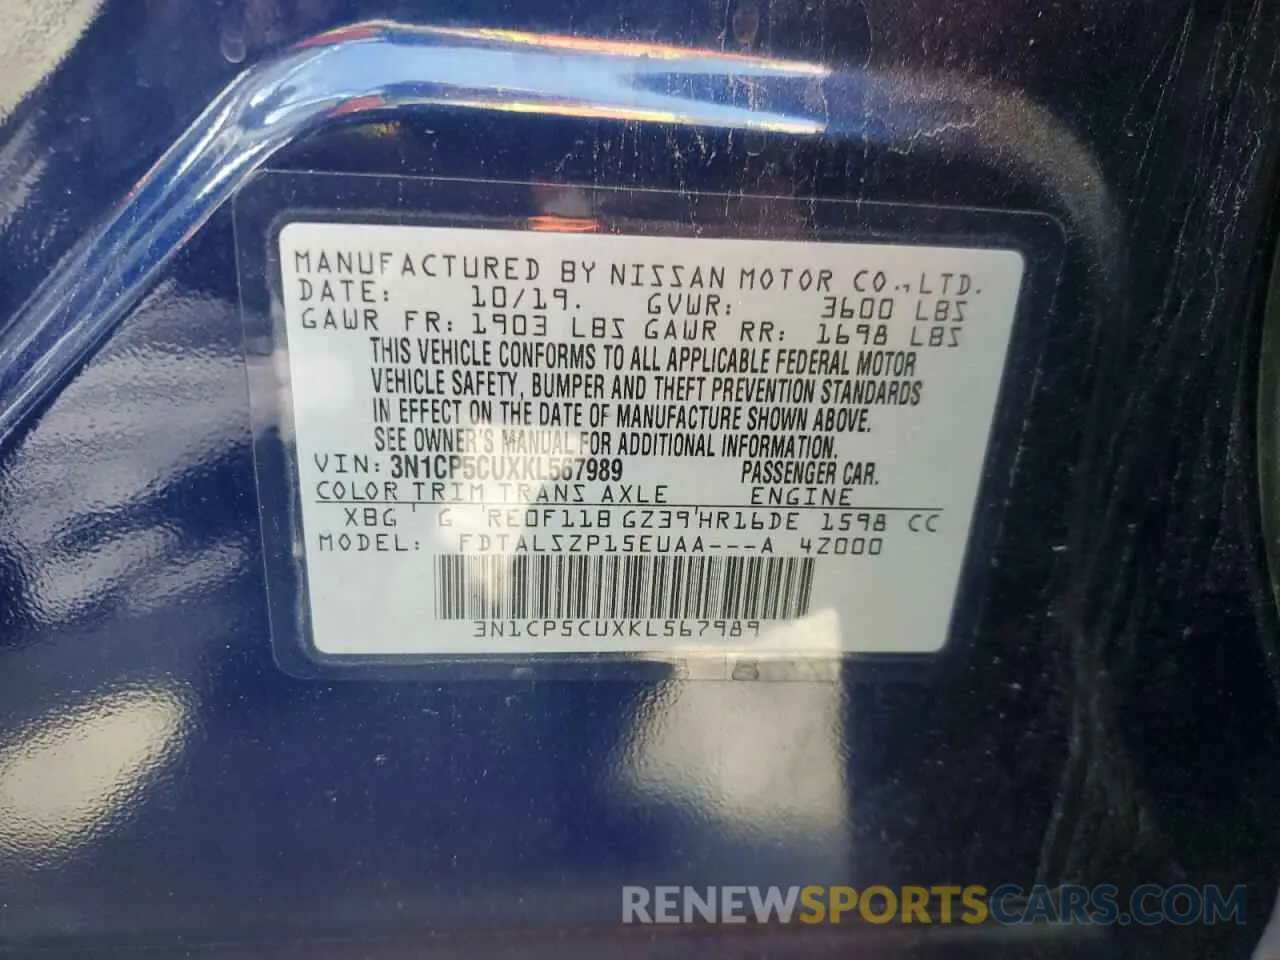 MANUFACTURED BY NISSAN MOTOR CO., LTD.
DATE: 10/19. GVWR: 3600 LBS
GAWR FR: 1903 LBS GAWR RR: 1698 LBS
THIS VEHICLE CONFORMS TO ALL APPLICABLE FEDERAL MOTOR
VEHICLE SAFETY, BUMPER AND THEFT PREVENTION STANDARDS
IN EFFECT ON THE DATE OF MANUFACTURE SHOWN ABOVE.
SEE OWNER'S MANUAL FOR ADDITIONAL INFORMATION.
VIN: 3N1CP5CUXKL567989 PASSENGER CAR.
COLOR TRIM TRANS AXLE ENGINE
XBG G RE0F11B GZ39 HR16DE 1598 CC
MODEL: FDTALSZP15EUAA---A 4Z000
3N1CP5CUXKL567989
RENEWSPORTSCARS.COM